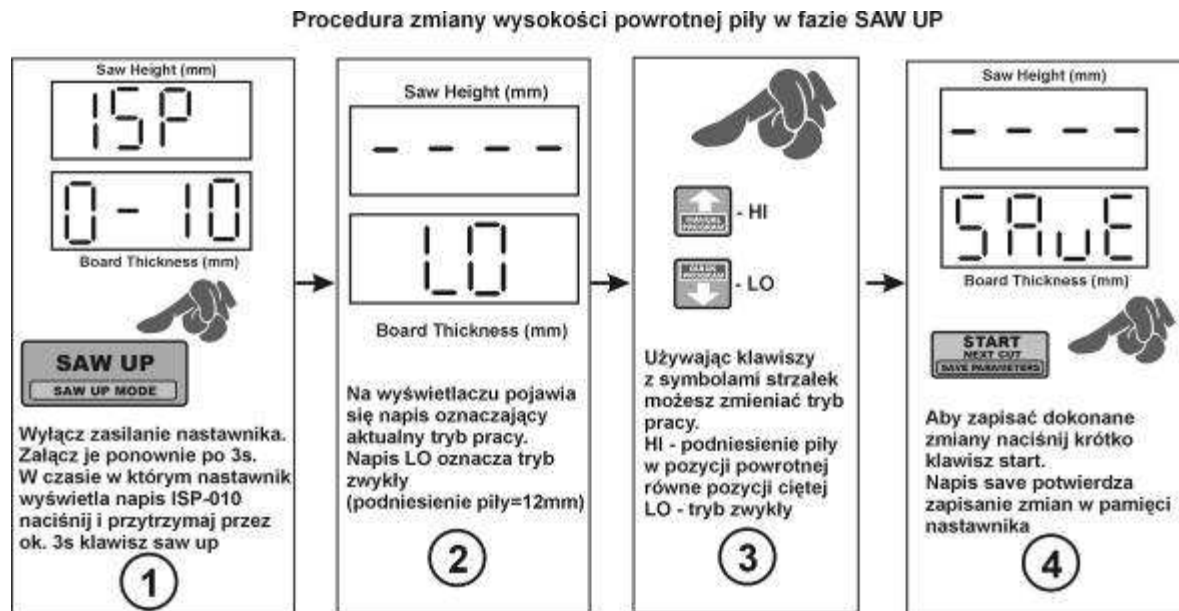 Procedura zmiany wysokości powrotnej piły w fazie SAW UP
Saw Height (mm)
ISP
0-10
Board Thickness (mm)
SAW UP
SAW UP MODE
Wyłącz zasilanie nastawnika.
Załącz je ponownie po 3s.
W czasie w którym nastawnik
wyświetla napis ISP-010
naciśnij i przytrzymaj przez
ok. 3s klawisz saw up
1
Saw Height (mm)
- - - -
LO
Board Thickness (mm)
Na wyświetlaczu pojawia
się napis oznaczający
aktualny tryb pracy.
Napis LO oznacza tryb
zwykły
(podniesienie piły=12mm)
2
MANUAL
PROGRAM
- HI
PROGRAM
- LO
Używając klawiszy
z symbolami strzałek
możesz zmieniać tryb
pracy.
HI - podniesienie piły
w pozycji powrotnej
równe pozycji ciętej
LO - tryb zwykły
3
Saw Height (mm)
- - - -
SAuE
Board Thickness (mm)
START
NEXT CUT
SAVE PARAMETERS
Aby zapisać dokonane
zmiany naciśnij krótko
klawisz start.
Napis save potwierdza
zapisanie zmian w pamięci
nastawnika
4